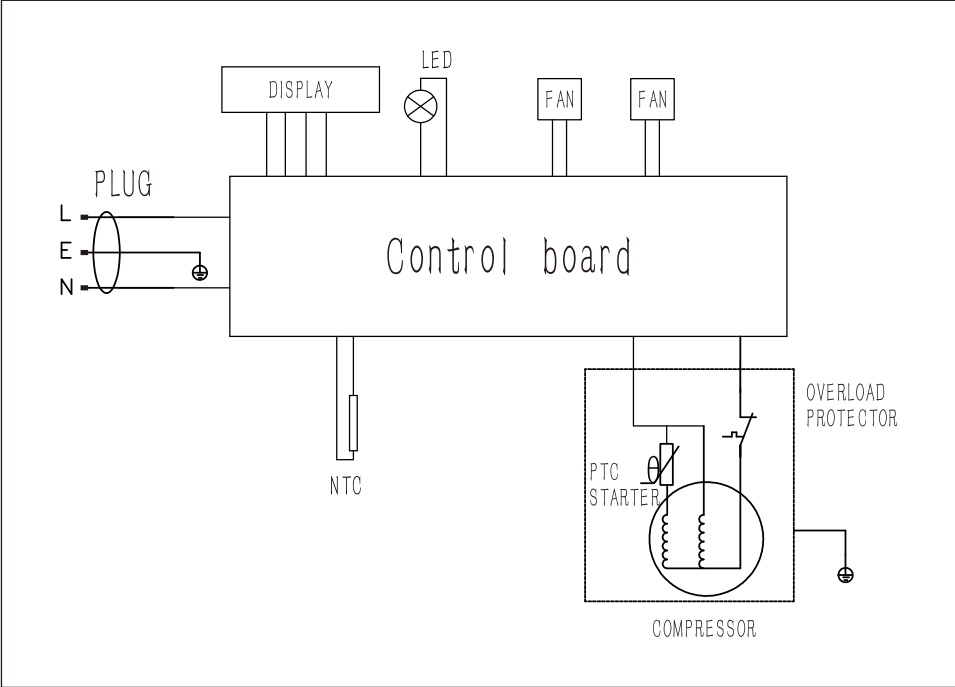 LED
DISPLAY
FAN
FAN
PLUG
L
E
N
Control board
OVERLOAD
PROTECTOR
PTC
STARTER
NTC
COMPRESSOR